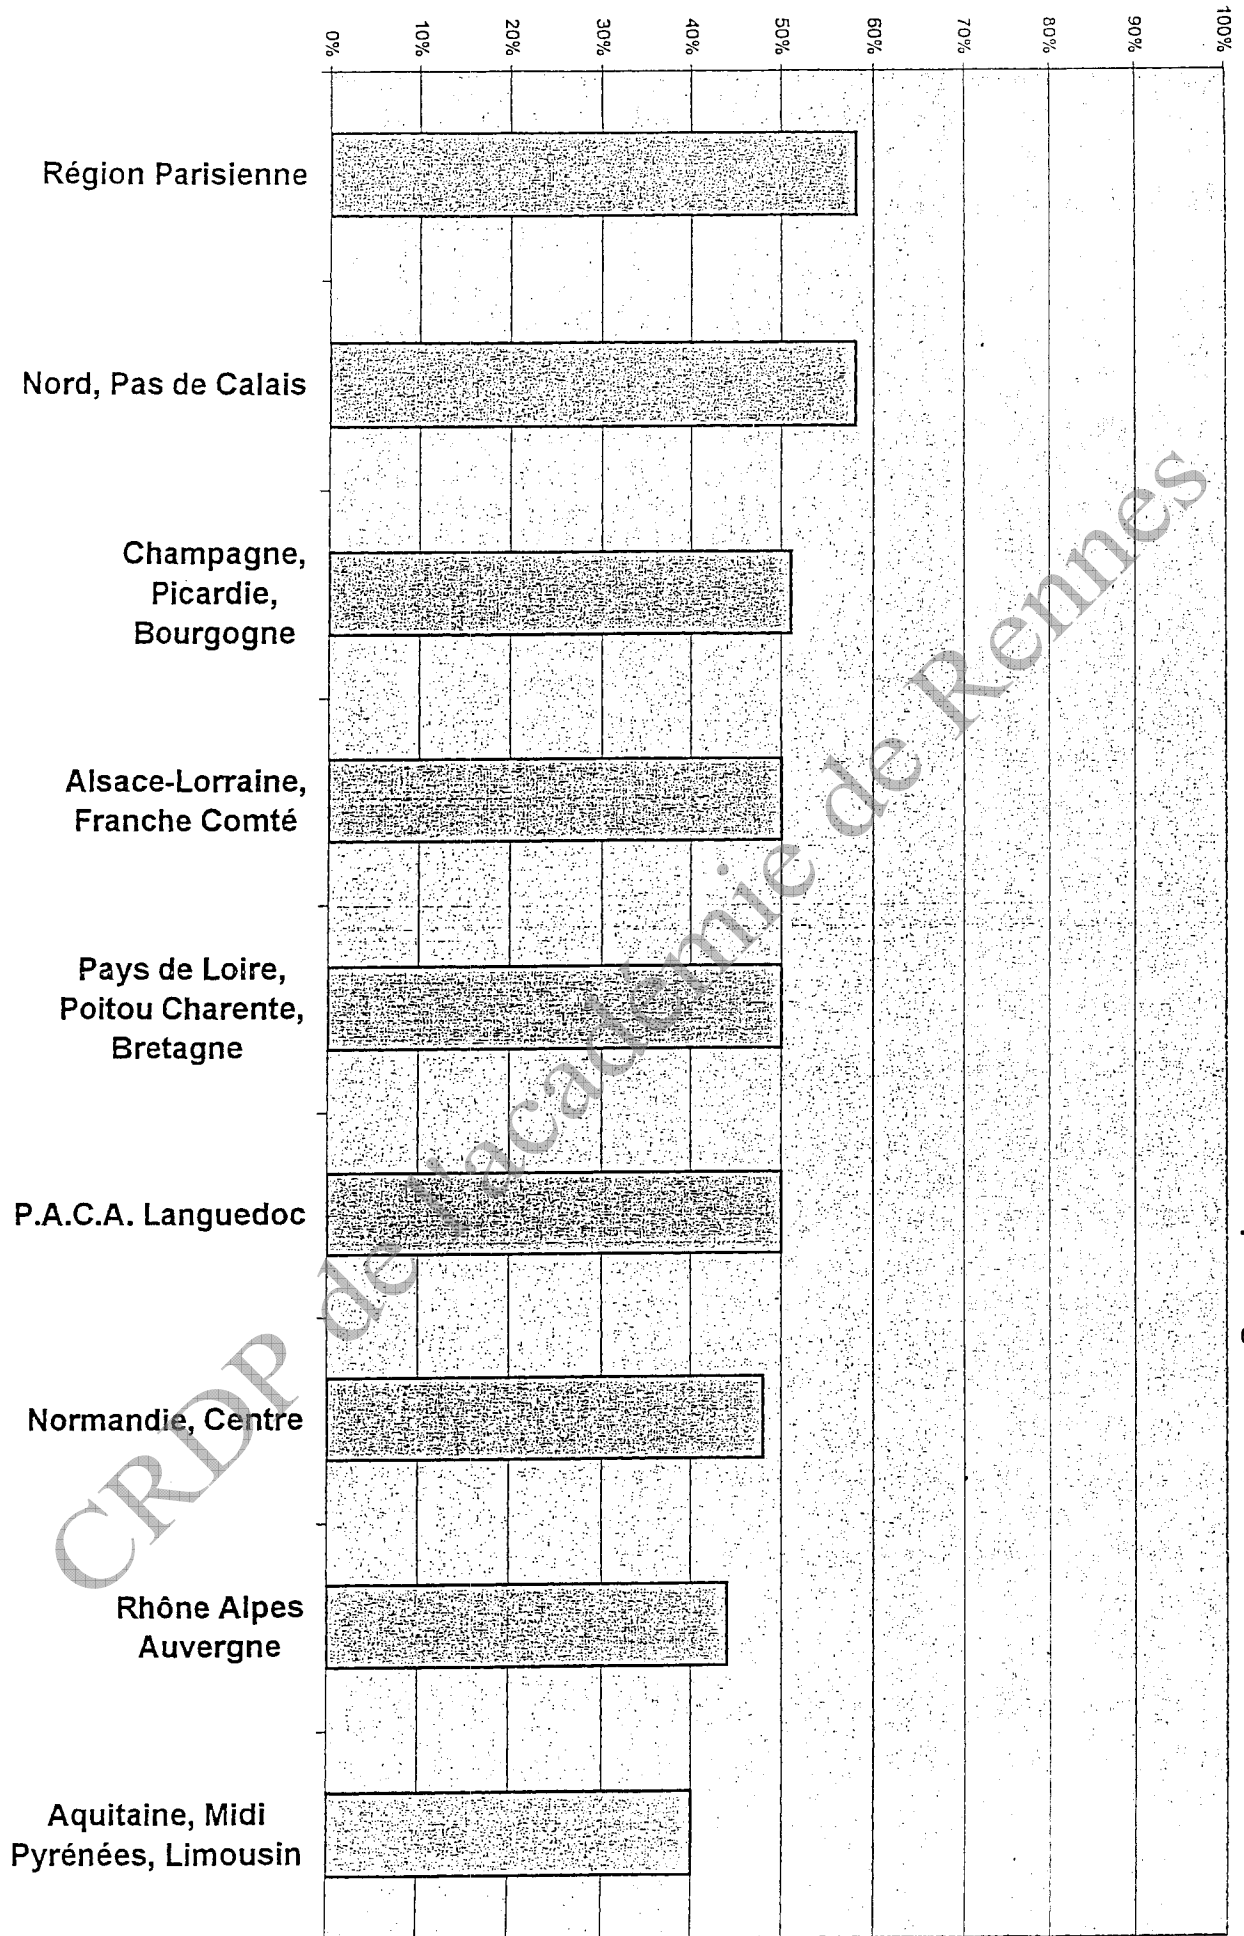 0%
10%
20%
30%
40%
50%
60%
70%
80%
90%
100%
Région Parisienne
Nord, Pas de Calais
Champagne,
Picardie,
Bourgogne
Alsace-Lorraine,
Franche Comté
Pays de Loire,
Poitou Charente,
Bretagne
P.A.C.A. Languedoc
Normandie, Centre
Rhône Alpes
Auvergne
Aquitaine, Midi
Pyrénées, Limousin
CRDP de l'académie de Rennes